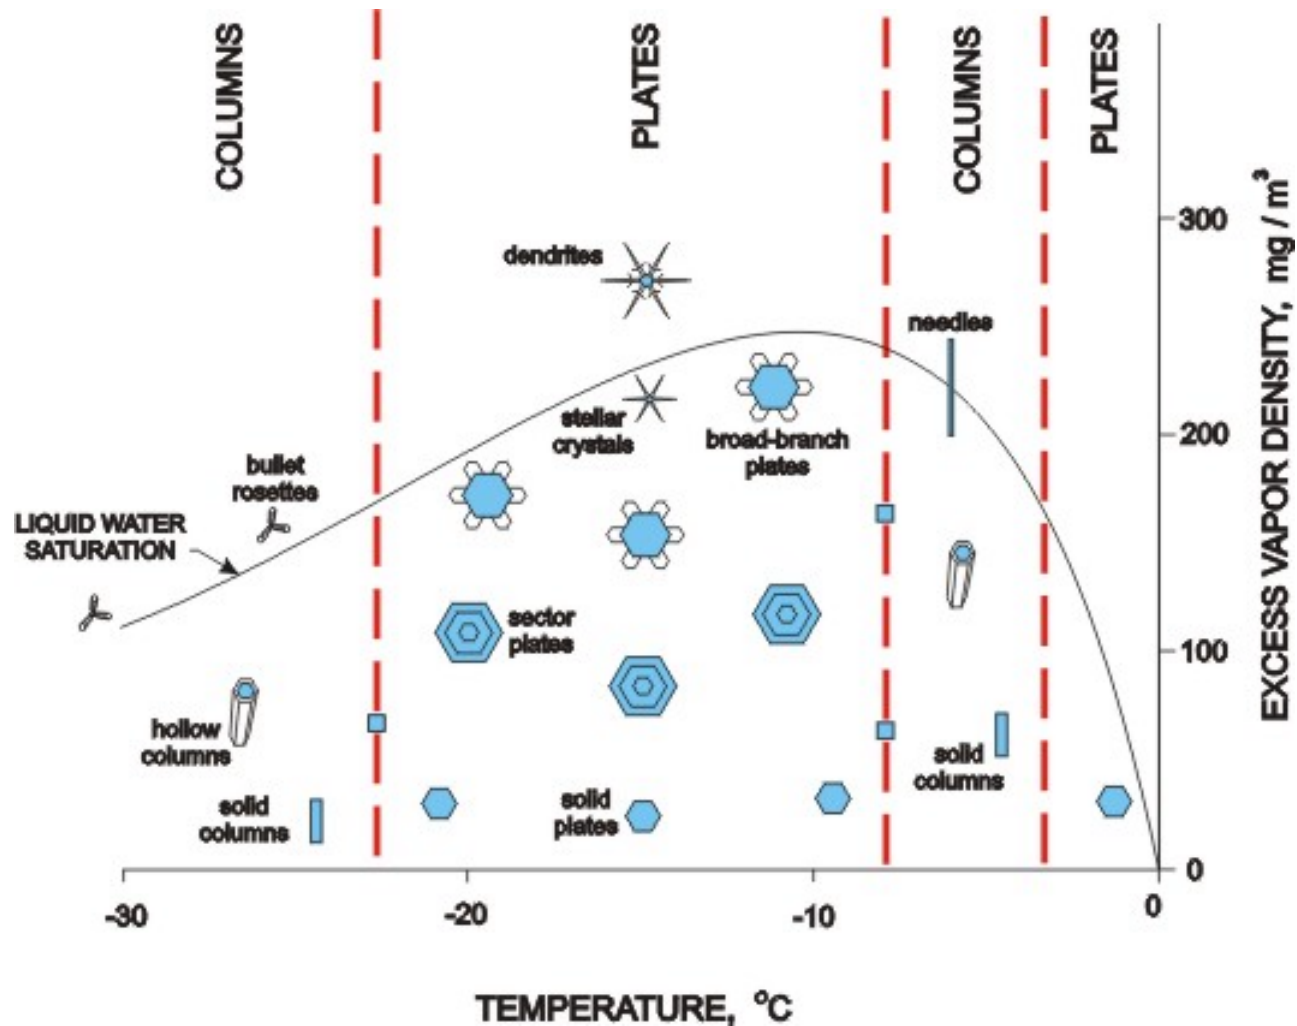 COLUMNS
PLATES
COLUMNS
PLATES
dendrites
needles
stellar
crystals
broad-branch
plates
bullet
rosettes
LIQUID WATER
SATURATION
sector
plates
hollow
columns
solid
columns
solid
plates
solid
columns
300
200
100
0
EXCESS VAPOR DENSITY, mg / m³
-30
-20
-10
0
TEMPERATURE, °C